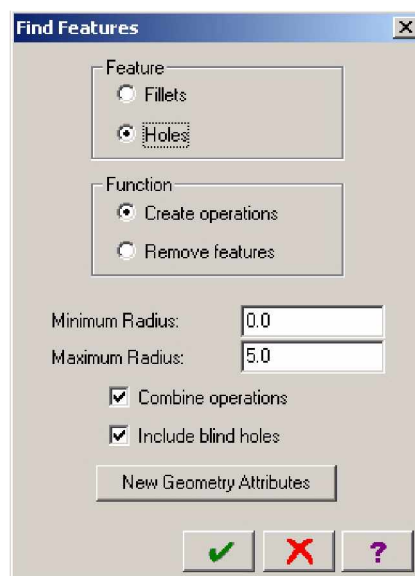 Find Features
Feature
Fillets
Holes
Function
Create operations
Remove features
Minimum Radius: 0.0
Maximum Radius: 5.0
Combine operations
Include blind holes
New Geometry Attributes
?